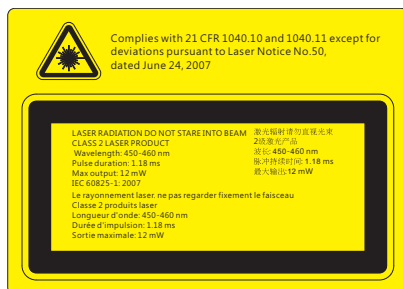 Complies with 21 CFR 1040.10 and 1040.11 except for
deviations pursuant to Laser Notice No.50,
dated June 24, 2007
LASER RADIATION DO NOT STARE INTO BEAM
CLASS 2 LASER PRODUCT
Wavelength: 450-460 nm
Pulse duration: 1.18 ms
Max output: 12 mW
IEC 60825-1: 2007
激光辐射请勿直视光束
2级激光产品
波长: 450-460 nm
脉冲持续时间: 1.18 ms
最大输出: 12 mW
Le rayonnement laser. ne pas regarder fixement le faisceau
Classe 2 produits laser
Longueur d'onde: 450-460 nm
Durée d'impulsion: 1.18 ms
Sortie maximale: 12 mW